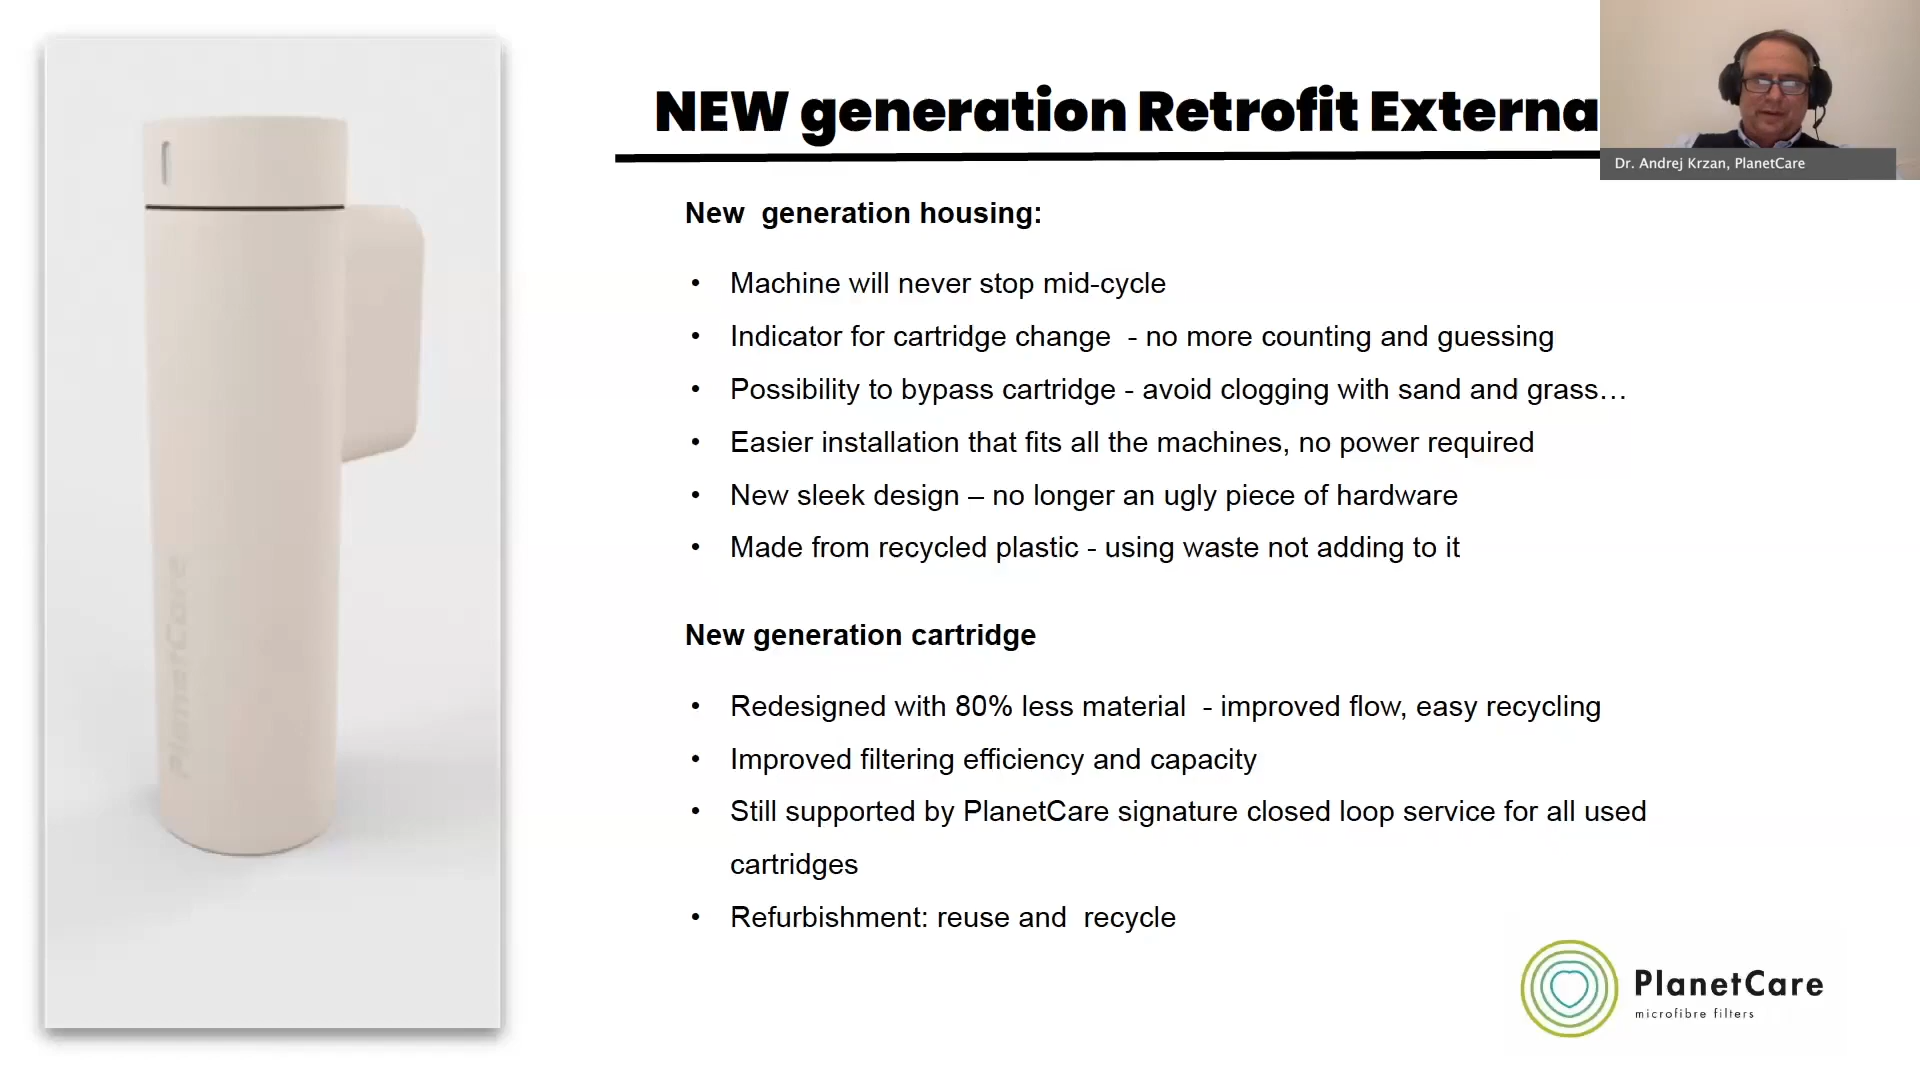 NEW generation Retrofit Externa
Dr. Andrej Krzan, PlanetCare
New generation housing:
• Machine will never stop mid-cycle
• Indicator for cartridge change - no more counting and guessing
• Possibility to bypass cartridge - avoid clogging with sand and grass…
• Easier installation that fits all the machines, no power required
• New sleek design – no longer an ugly piece of hardware
• Made from recycled plastic - using waste not adding to it
New generation cartridge
• Redesigned with 80% less material - improved flow, easy recycling
• Improved filtering efficiency and capacity
• Still supported by PlanetCare signature closed loop service for all used
cartridges
• Refurbishment: reuse and recycle
PlanetCare
PlanetCare
microfibre filters